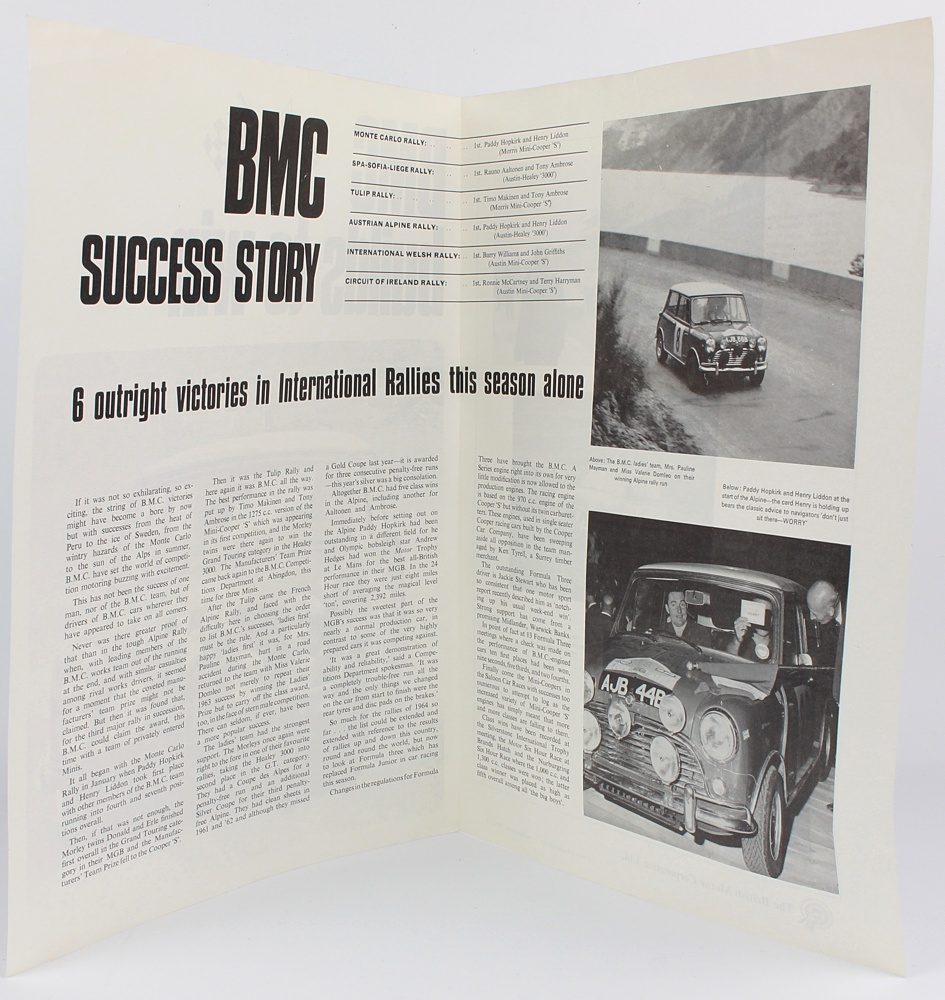 BMC
SUCCESS STORY
MONTE CARLO RALLY: 1st. Paddy Hopkirk and Henry Liddon
(Morris Mini-Cooper 'S')
SPA-SOFIA-LIEGE RALLY: 1st. Rauno Aaltonen and Tony Ambrose
(Austin-Healey '3000')
TULIP RALLY: 1st. Timo Makinen and Tony Ambrose
(Morris Mini-Cooper 'S')
AUSTRIAN ALPINE RALLY: 1st. Paddy Hopkirk and Henry Liddon
(Austin-Healey '3000')
INTERNATIONAL WELSH RALLY: 1st. Barry Williams and John Griffiths
(Austin Mini-Cooper 'S')
CIRCUIT OF IRELAND RALLY: 1st. Ronnie McCartney and Terry Harryman
(Austin Mini-Cooper 'S')
6 outright victories in International Rallies this season alone
If it was not so exhilarating, so ex-
citing, the string of B.M.C. victories
might have become a bore by now
but with successes from the heat of
Peru to the ice of Sweden, from the
wintry hazards of the Monte Carlo
to the sun of the Alps in summer,
B.M.C. have set the world of competi-
tion motoring buzzing with excitement.
This has not been the success of one
man, nor of the B.M.C. team, but of
drivers of B.M.C. cars wherever they
have appeared to take on all comers.
Never was there greater proof of
that than in the tough Alpine Rally
when, with leading members of the
B.M.C. works team out of the running
at the end, and with similar casualties
among rival works drivers, it seemed
for a moment that the coveted manu-
facturers' team prize might not be
claimed. But then it was found that,
for the third major rally in succession,
B.M.C. could claim the award, this
time with a team of privately entered
Minis.
It all began with the Monte Carlo
Rally in January when Paddy Hopkirk
and Henry Liddon took first place
with other members of the B.M.C. team
running into fourth and seventh posi-
tions overall.
Then, if that was not enough, the
Morley twins Donald and Erle finished
first overall in the Grand Touring cate-
gory in their MGB and the Manufac-
turers' Team Prize fell to the Cooper 'S'.
Then it was the Tulip Rally and
here again it was B.M.C. all the way.
The best performance in the rally was
put up by Timo Makinen and Tony
Ambrose in the 1275 c.c. version of the
Mini-Cooper 'S' which was appearing
in its first competition, and the Morley
twins were there again to win the
Grand Touring category in the Healey
3000. The Manufacturers' Team Prize
came back again to the B.M.C. Competi-
tions Department at Abingdon, this
time for three Minis.
After the Tulip came the French
Alpine Rally, and faced with the
difficulty here in choosing the order
to list B.M.C.'s successes, 'ladies first'
must be the rule. And a particularly
happy 'ladies first' it was, for Mrs.
Pauline Mayman, hurt in a road
accident during the Monte Carlo,
returned to the team with Miss Valerie
Domleo not merely to repeat their
1963 success by winning the Ladies'
Prize but to carry off the class award,
too, in the face of stern male competition.
There can seldom, if ever, have been
a more popular success.
The ladies' team had the strongest
support. The Morleys once again were
right to the fore in one of their favourite
rallies, taking the Healey 3000 into
second place in the G.T. category.
They had a Coupe des Alpes for a
penalty-free run and an additional
Silver Coupe for their third penalty-
free Alpine. They had clean sheets in
1961 and '62 and although they missed
a Gold Coupe last year—it is awarded
for three consecutive penalty-free runs
—this year's silver was a big consolation.
Altogether B.M.C. had five class wins
in the Alpine, including another for
Aaltonen and Ambrose.
Immediately before setting out on
the Alpine Paddy Hopkirk had been
outstanding in a different field for he
and Olympic bobsleigh star Andrew
Hedges had won the Motor Trophy
at Le Mans for the best all-British
performance in their MGB. In the 24
Hour race they were just eight miles
short of averaging the magical
'ton', covering 2,392 miles.
Possibly the sweetest part of the
MGB's success was that it was so very
nearly a normal production car, in
contrast to some of the very highly
prepared cars it was competing against.
'It was a great demonstration of
ability and reliability', said a Compe-
titions Department spokesman. 'It was
a completely trouble-free run all the
way and the only things we changed
on the car from start to finish were the
rear tyres and disc pads on the brakes.'
So much for the rallies of 1964 so
far . . . the list could be extended and
extended with reference to the results
of rallies up and down this country,
round and round the world, but now
to look at Formula three which has
replaced Formula Junior in car racing
this season.
Changes in the regulations for Formula
Three have brought the B.M.C. A
Series engine right into its own for very
little modification is now allowed to the
production engines. The racing engine
is based on the 970 c.c. engine of the
Cooper 'S' but without its twin carburet-
ters. These engines, used in single seater
Cooper racing cars built by the Cooper
Car Company, have been sweeping
aside all opposition in the team man-
aged by Ken Tyrell, a Surrey timber
merchant.
The outstanding Formula Three
driver is Jackie Stewart who has been
so consistent that one motor sport
report recently described him as 'notch-
ing up his usual week-end win'.
Strong support has come from a
promising Midlander, Warwick Banks.
In point of fact at 13 Formula Three
meetings where a check was made on
the performance of B.M.C.-engined
cars ten first places had been won,
nine seconds, five thirds, and two fourths.
Finally come the Mini-Coopers in
the Saloon Car Races with successes too
numerous to attempt to log as the
increased variety of Mini-Cooper 'S'
engines has simply meant that more
and more classes are falling to them.
Class wins have been recorded at
the Silverstone International Trophy
meeting, the Motor Six Hour Race at
Brands Hatch, and the Nurburgring
Six Hour Race where the 1,000 c.c. and
1,300 c.c. classes were won; the latter
class winner was placed as high as
fifth overall among all 'the big boys'.
Above: The B.M.C. ladies' team, Mrs. Pauline
Mayman and Miss Valerie Domleo on their
winning Alpine rally run
Below: Paddy Hopkirk and Henry Liddon at the
start of the Alpine—the card Henry is holding up
bears the classic advice to navigators 'don't just
sit there—WORRY'
AJB 44B